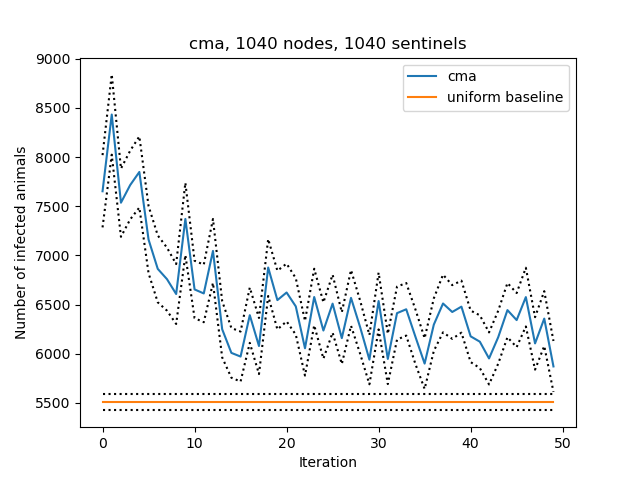 cma, 1040 nodes, 1040 sentinels
cma
uniform baseline
Number of infected animals
9000
8500
8000
7500
7000
6500
6000
5500
0 10 20 30 40 50
Iteration